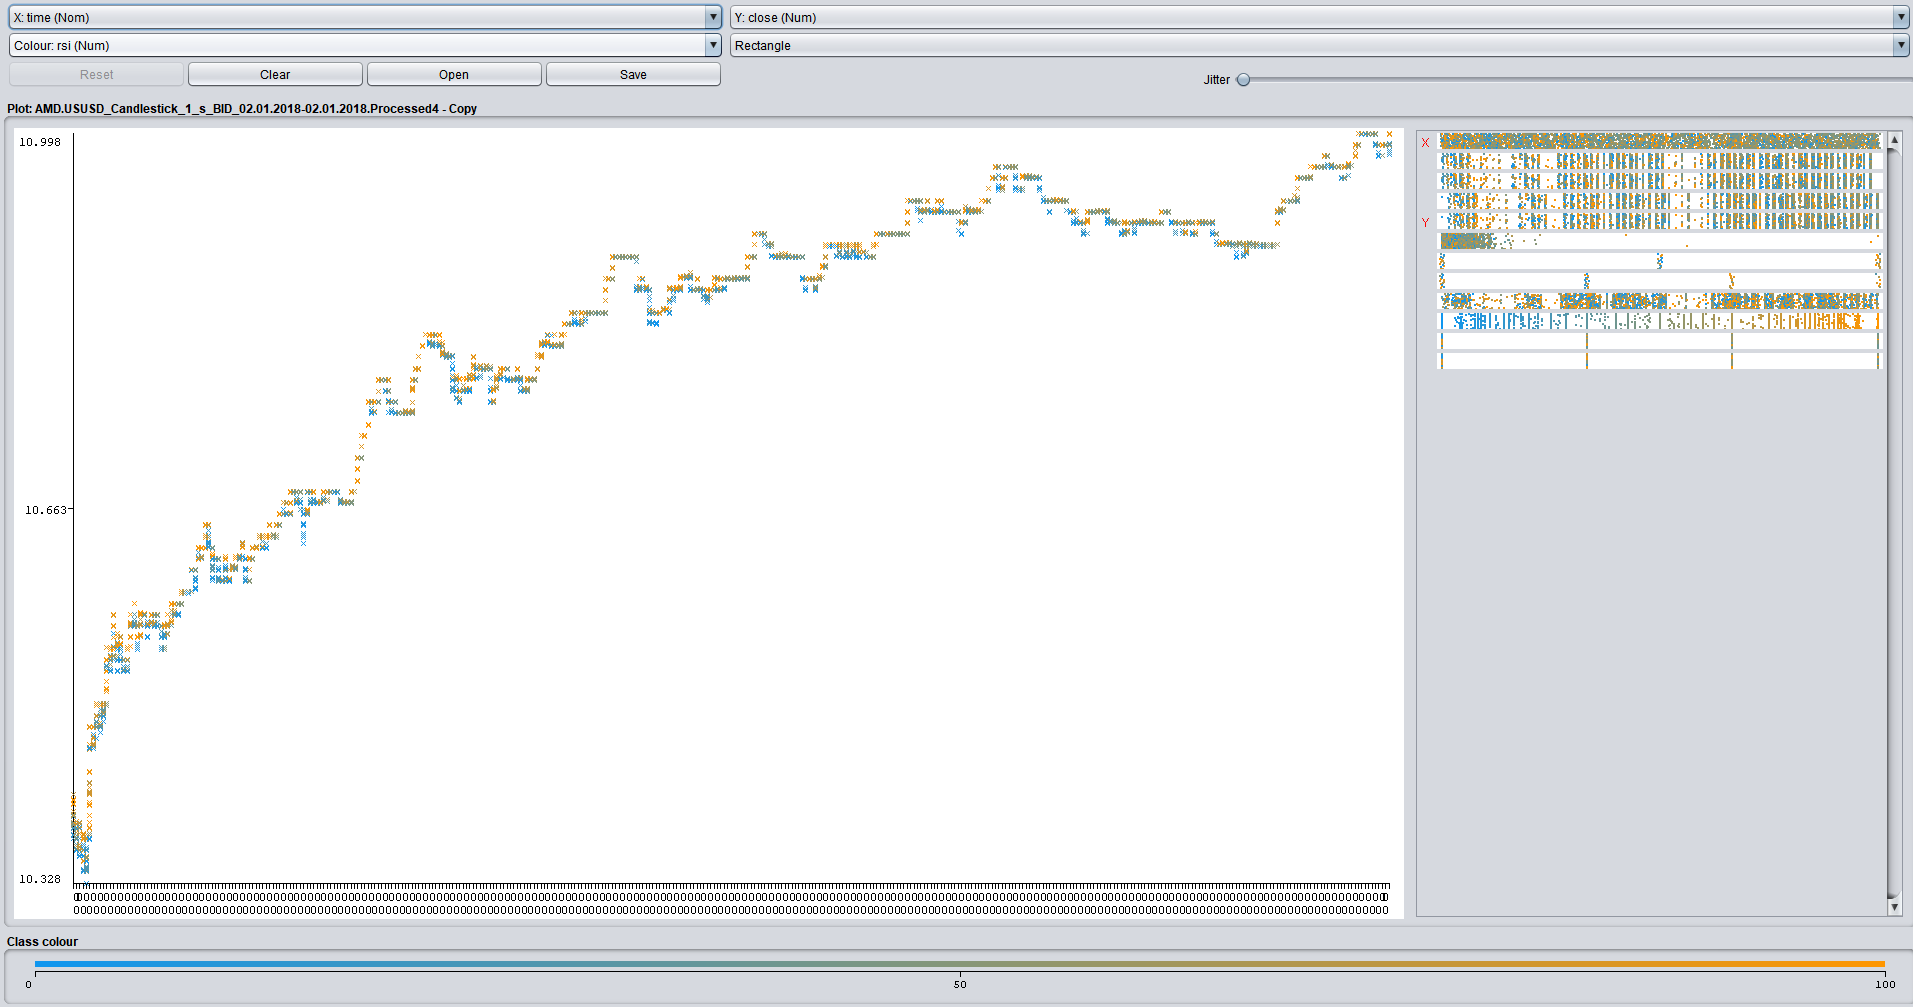 X: time (Nom)
Y: close (Num)
Colour: rsi (Num)
Rectangle
Reset
Clear
Open
Save
Jitter
Plot: AMD.USUSD_Candlestick_1_s_BID_02.01.2018-02.01.2018.Processed4 - Copy
10.998
X
Y
10.663
10.328
Class colour
0
50
100